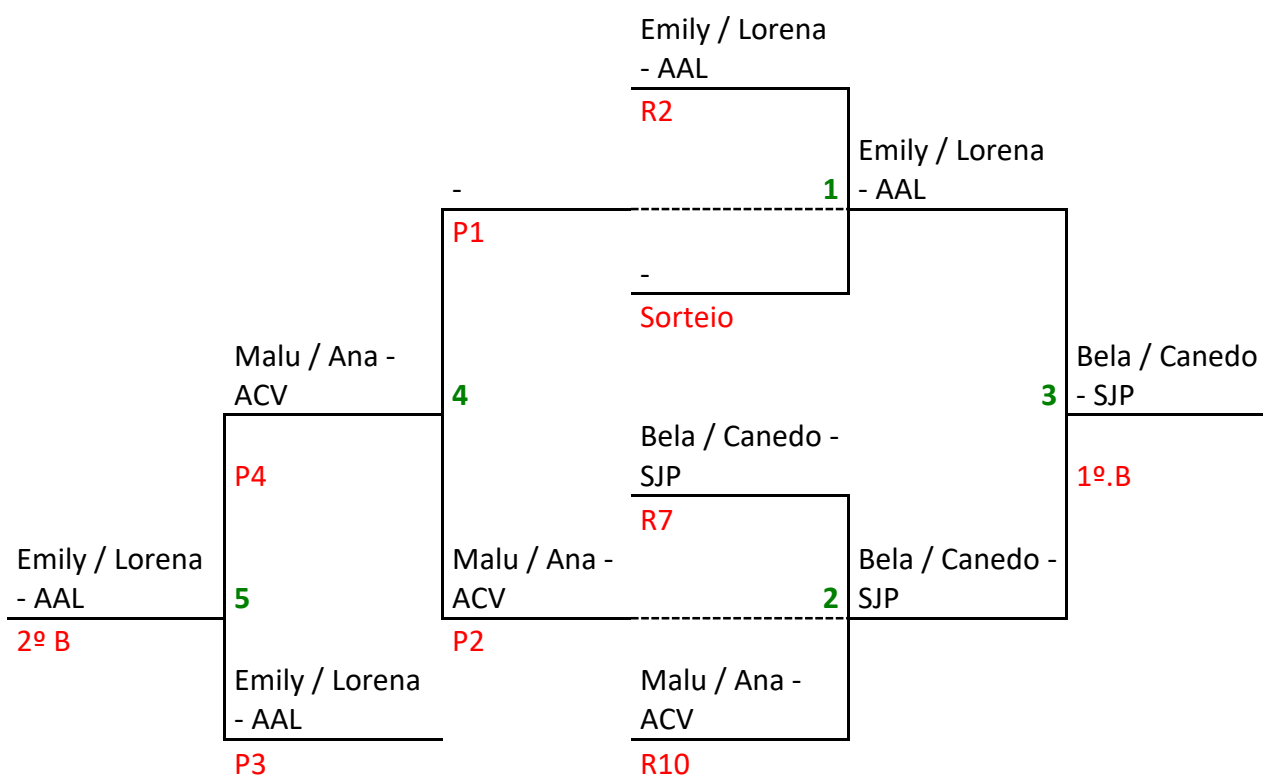 Emily / Lorena
- AAL
R2
Emily / Lorena
- AAL
1
-
P1
-
Sorteio
Malu / Ana -
ACV
4
Bela / Canedo
- SJP
3
Bela / Canedo -
SJP
P4
1º.B
R7
Emily / Lorena
- AAL
5
Malu / Ana -
ACV
2
Bela / Canedo -
SJP
2º B
P2
Emily / Lorena
- AAL
Malu / Ana -
ACV
P3
R10